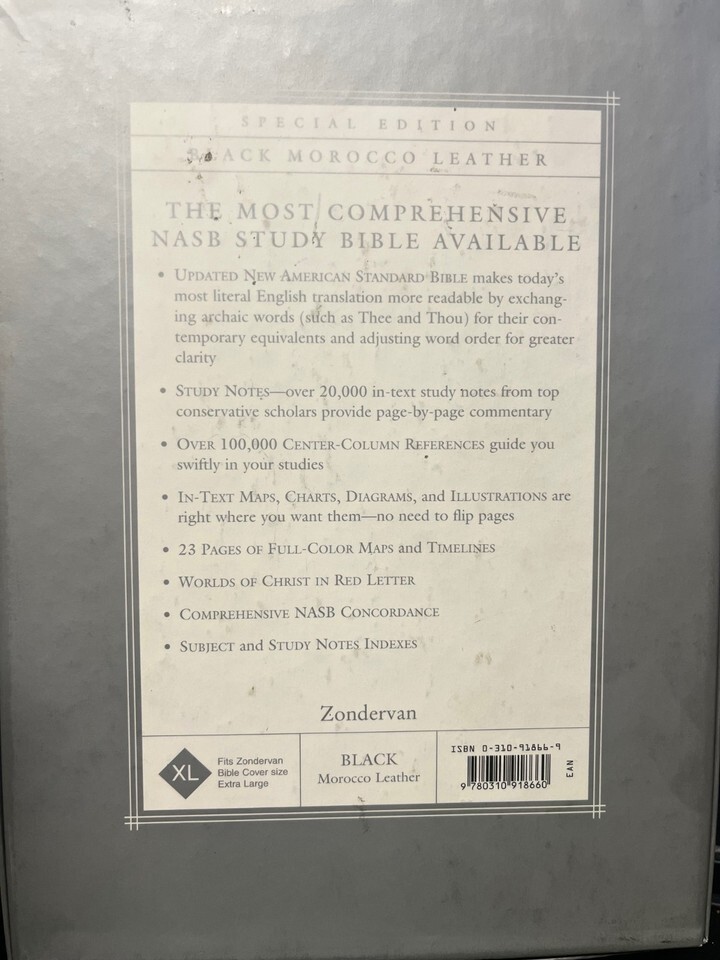 SPECIAL EDITION
BLACK MOROCCO LEATHER
THE MOST COMPREHENSIVE
NASB STUDY BIBLE AVAILABLE
• UPDATED NEW AMERICAN STANDARD BIBLE makes today's
most literal English translation more readable by exchang-
ing archaic words (such as Thee and Thou) for their con-
temporary equivalents and adjusting word order for greater
clarity
• STUDY NOTES—over 20,000 in-text study notes from top
conservative scholars provide page-by-page commentary
• OVER 100,000 CENTER-COLUMN REFERENCES guide you
swiftly in your studies
• IN-TEXT MAPS, CHARTS, DIAGRAMS, and ILLUSTRATIONS are
right where you want them—no need to flip pages
• 23 PAGES OF FULL-COLOR MAPS and TIMELINES
• WORLDS OF CHRIST IN RED LETTER
• COMPREHENSIVE NASB CONCORDANCE
• SUBJECT and STUDY NOTES INDEXES
Zondervan
XL
Fits Zondervan
Bible Cover size
Extra Large
BLACK
Morocco Leather
ISBN 0-310-91866-9
EAN
9 780310 918660